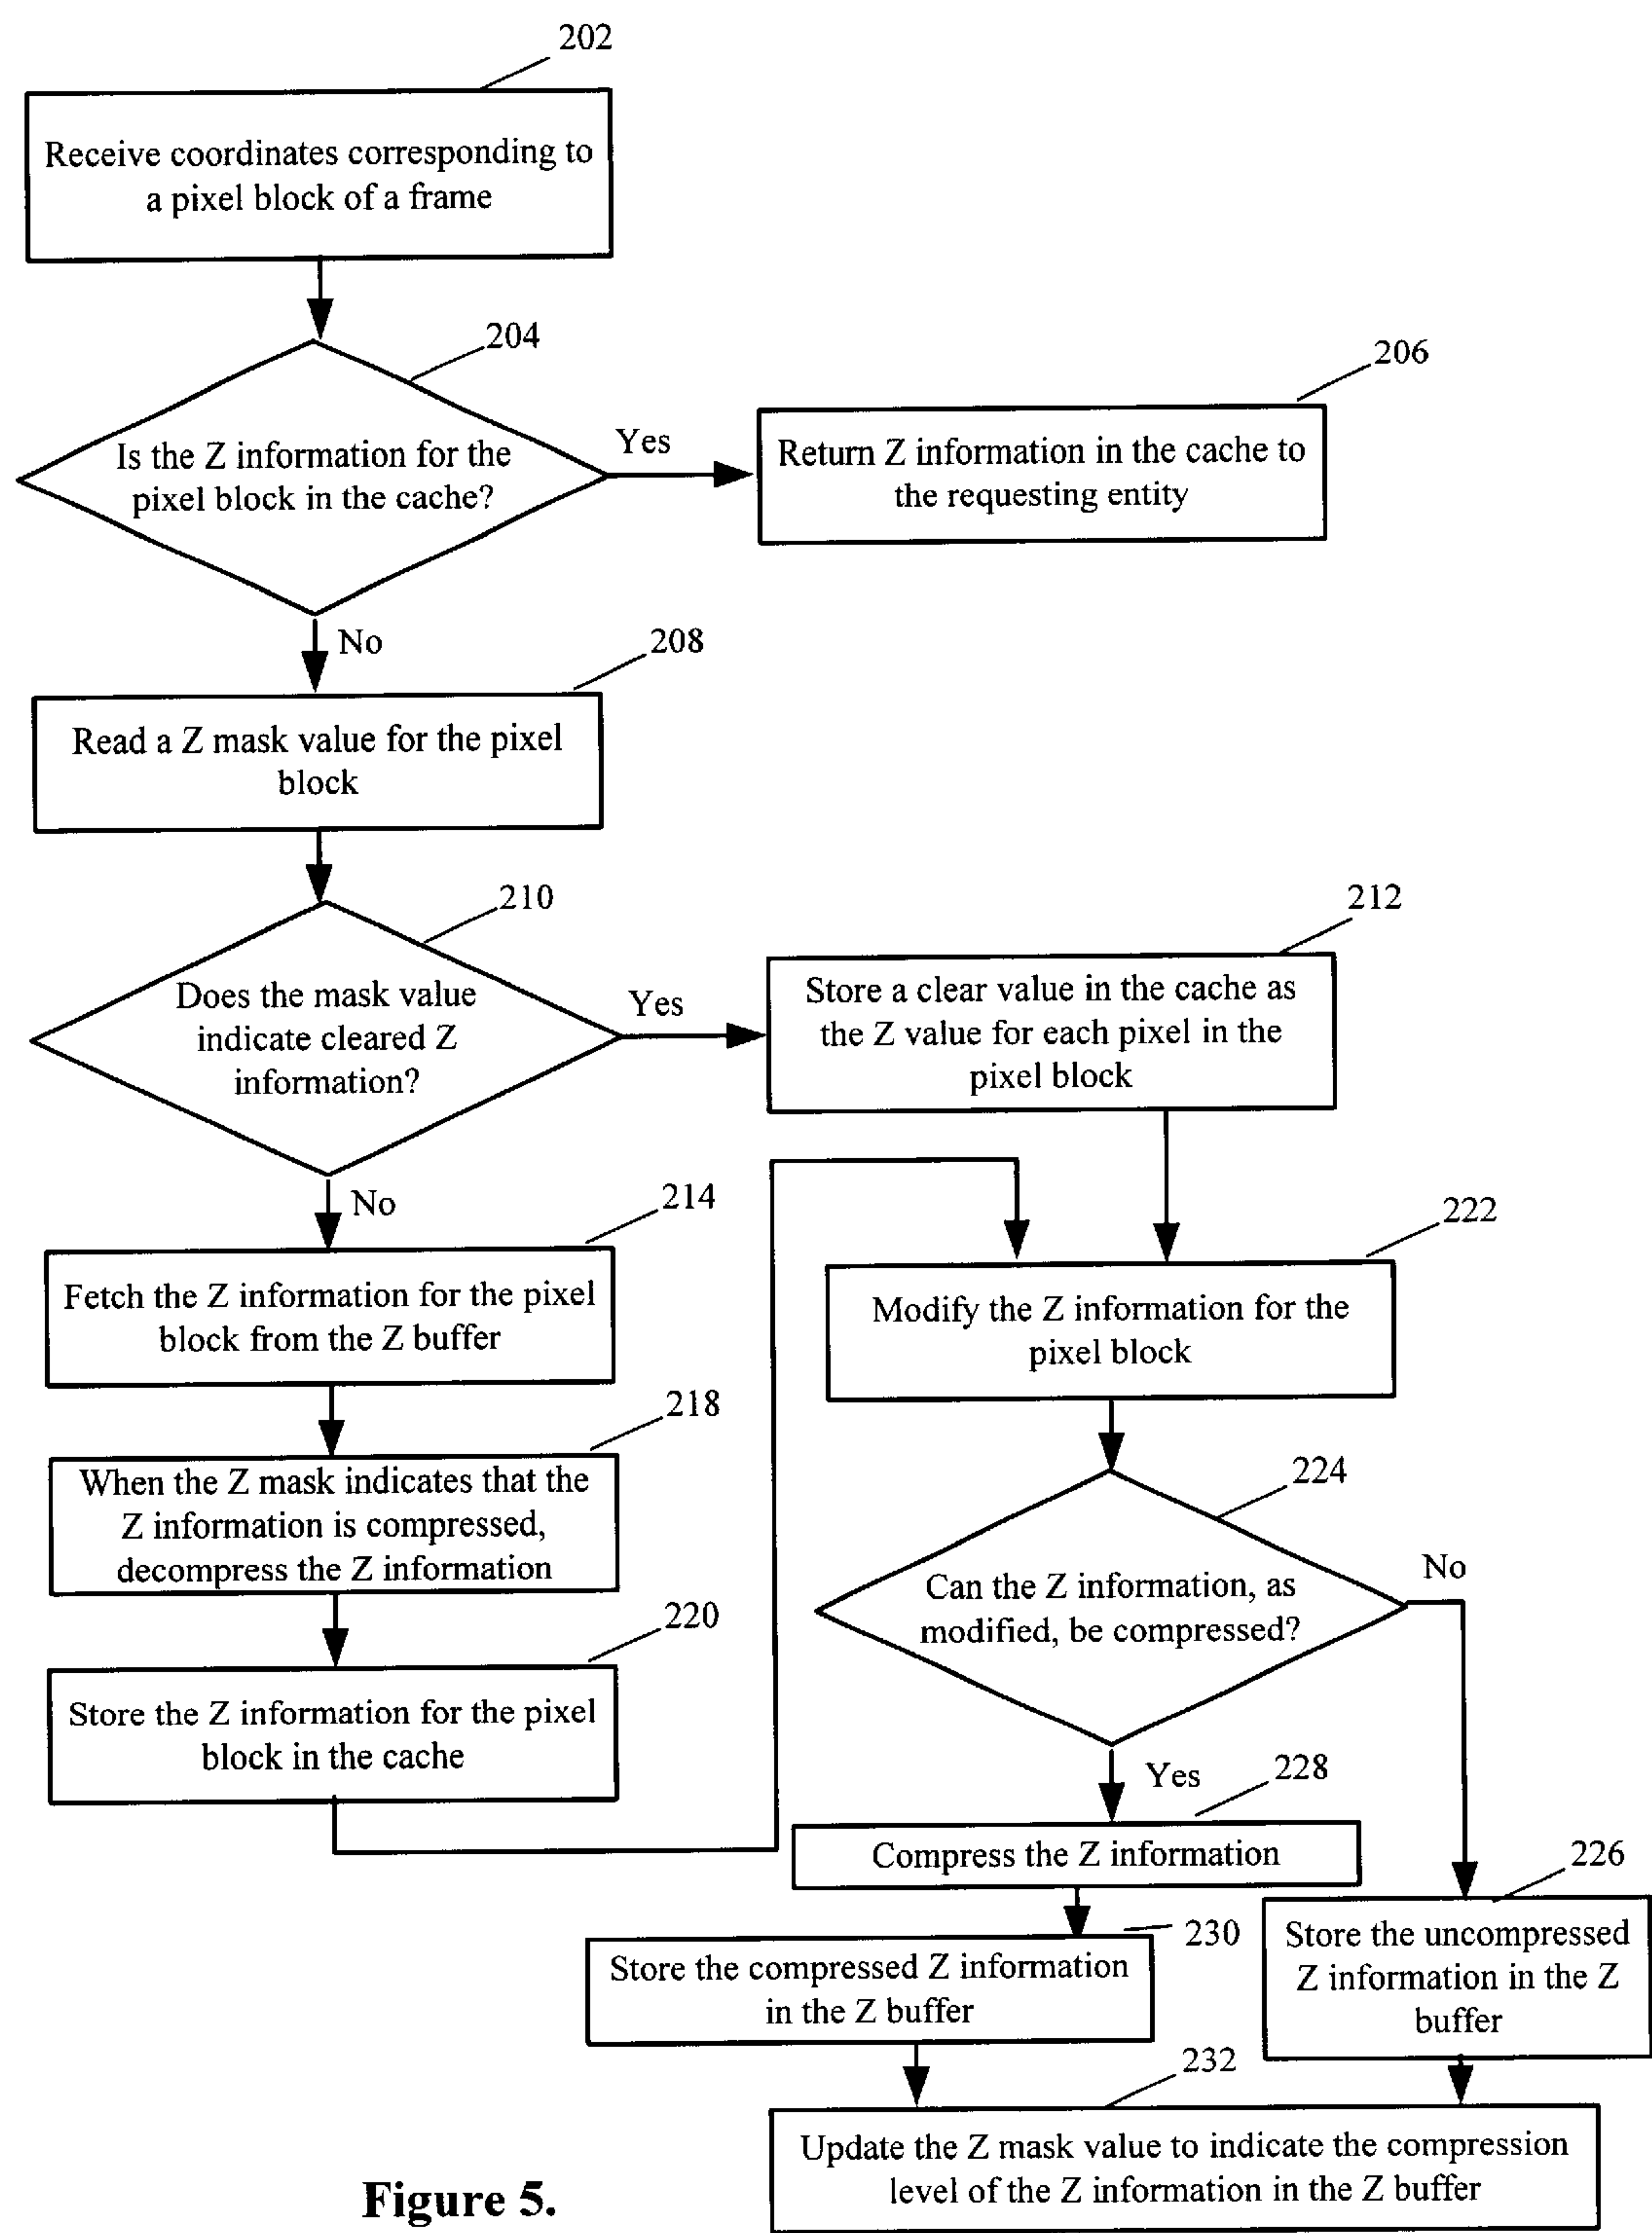 202
Receive coordinates corresponding to
a pixel block of a frame
204
Is the Z information for the
pixel block in the cache?
Yes
206
Return Z information in the cache to
the requesting entity
No
208
Read a Z mask value for the pixel
block
210
Does the mask value
indicate cleared Z
information?
Yes
212
Store a clear value in the cache as
the Z value for each pixel in the
pixel block
No
214
Fetch the Z information for the pixel
block from the Z buffer
218
When the Z mask indicates that the
Z information is compressed,
decompress the Z information
220
Store the Z information for the pixel
block in the cache
222
Modify the Z information for the
pixel block
224
Can the Z information, as
modified, be compressed?
No
Yes
228
Compress the Z information
226
Store the uncompressed
Z information in the Z
buffer
230
Store the compressed Z information
in the Z buffer
232
Update the Z mask value to indicate the compression
level of the Z information in the Z buffer
Figure 5.